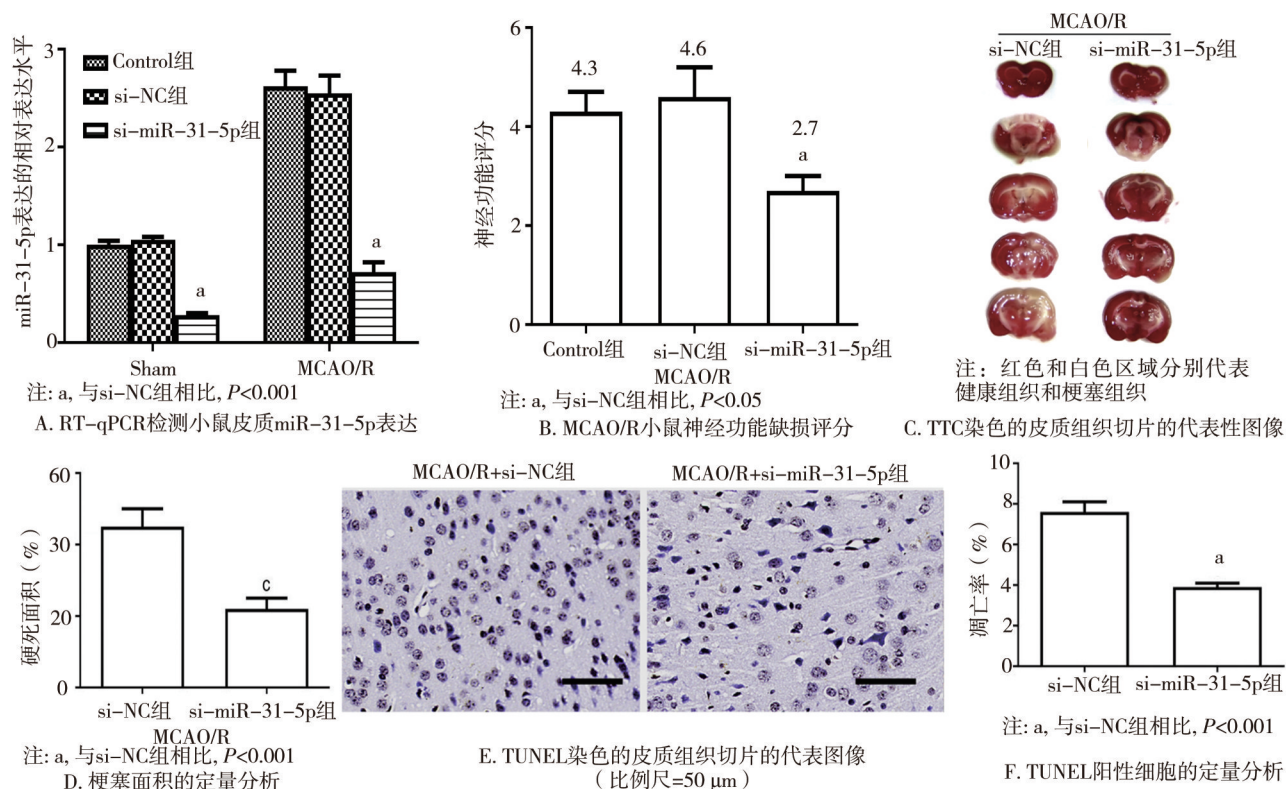 miR-31-5p表达的相对表达水平
3
2
1
0
Control组
si-NC组
si-miR-31-5p组
a
a
Sham
MCAO/R
注: a, 与si-NC组相比, P<0.001
A. RT-qPCR检测小鼠皮质miR-31-5p表达
神经功能评分
6
4
2
0
4.3
4.6
2.7
a
Control组
si-NC组
si-miR-31-5p组
MCAO/R
注: a, 与si-NC组相比, P<0.05
B. MCAO/R小鼠神经功能缺损评分
MCAO/R
si-NC组
si-miR-31-5p组
注：红色和白色区域分别代表
健康组织和梗塞组织
C. TTC染色的皮质组织切片的代表性图像
硬死面积（%）
60
30
20
0
c
si-NC组
si-miR-31-5p组
MCAO/R
注: a, 与si-NC组相比, P<0.001
D. 梗塞面积的定量分析
MCAO/R+si-NC组
MCAO/R+si-miR-31-5p组
E. TUNEL染色的皮质组织切片的代表图像
（比例尺=50 μm）
凋亡率（%）
10
8
6
4
2
0
a
si-NC组
si-miR-31-5p组
注: a, 与si-NC组相比, P<0.001
F. TUNEL阳性细胞的定量分析